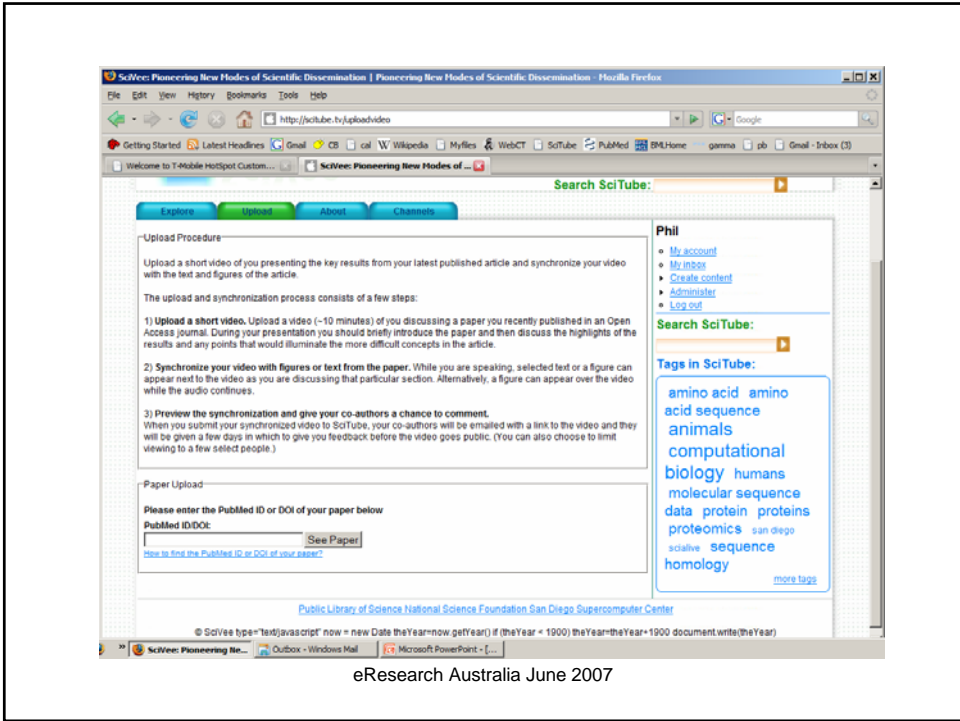 SciVee: Pioneering New Modes of Scientific Dissemination | Pioneering New Modes of Scientific Dissemination - Mozilla Firefox
File Edit View History Bookmarks Tools Help
http://scitube.tv/uploadvideo
Google
Getting Started Latest Headlines Gmail CB cal Wikipedia Myfiles WebCT SciTube PubMed BMLHome gamma pb Gmail - Inbox (3)
Welcome to T-Mobile HotSpot Custom... SciVee: Pioneering New Modes of ...
Search SciTube:
Explore Upload About Channels
Upload Procedure
Upload a short video of you presenting the key results from your latest published article and synchronize your video
with the text and figures of the article.
The upload and synchronization process consists of a few steps:
1) Upload a short video. Upload a video (~10 minutes) of you discussing a paper you recently published in an Open
Access journal. During your presentation you should briefly introduce the paper and then discuss the highlights of the
results and any points that would illuminate the more difficult concepts in the article.
2) Synchronize your video with figures or text from the paper. While you are speaking, selected text or a figure can
appear next to the video as you are discussing that particular section. Alternatively, a figure can appear over the video
while the audio continues.
3) Preview the synchronization and give your co-authors a chance to comment.
When you submit your synchronized video to SciTube, your co-authors will be emailed with a link to the video and they
will be given a few days in which to give you feedback before the video goes public. (You can also choose to limit
viewing to a few select people.)
Paper Upload
Please enter the PubMed ID or DOI of your paper below
PubMed ID/DOI:
See Paper
How to find the PubMed ID or DOI of your paper?
Phil
My account
My inbox
Create content
Administer
Log out
Search SciTube:
Tags in SciTube:
amino acid amino
acid sequence
animals
computational
biology humans
molecular sequence
data protein proteins
proteomics san diego
scialive sequence
homology
more tags
Public Library of Science National Science Foundation San Diego Supercomputer Center
© SciVee type="text/javascript" now = new Date theYear=now.getYear() if (theYear < 1900) theYear=theYear+1900 document.write(theYear)
SciVee: Pioneering Ne... Outbox - Windows Mail Microsoft PowerPoint - [...
eResearch Australia June 2007